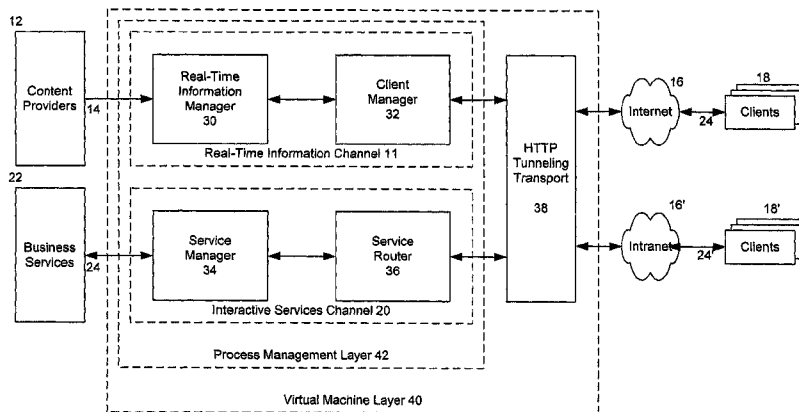 12
Content
Providers
14
Real-Time
Information
Manager
30
Client
Manager
32
Real-Time Information Channel 11
22
Business
Services
24
Service
Manager
34
Service
Router
36
Interactive Services Channel 20
Process Management Layer 42
Virtual Machine Layer 40
HTTP
Tunneling
Transport
38
16
Internet
24
18
Clients
16'
Intranet
24'
18'
Clients